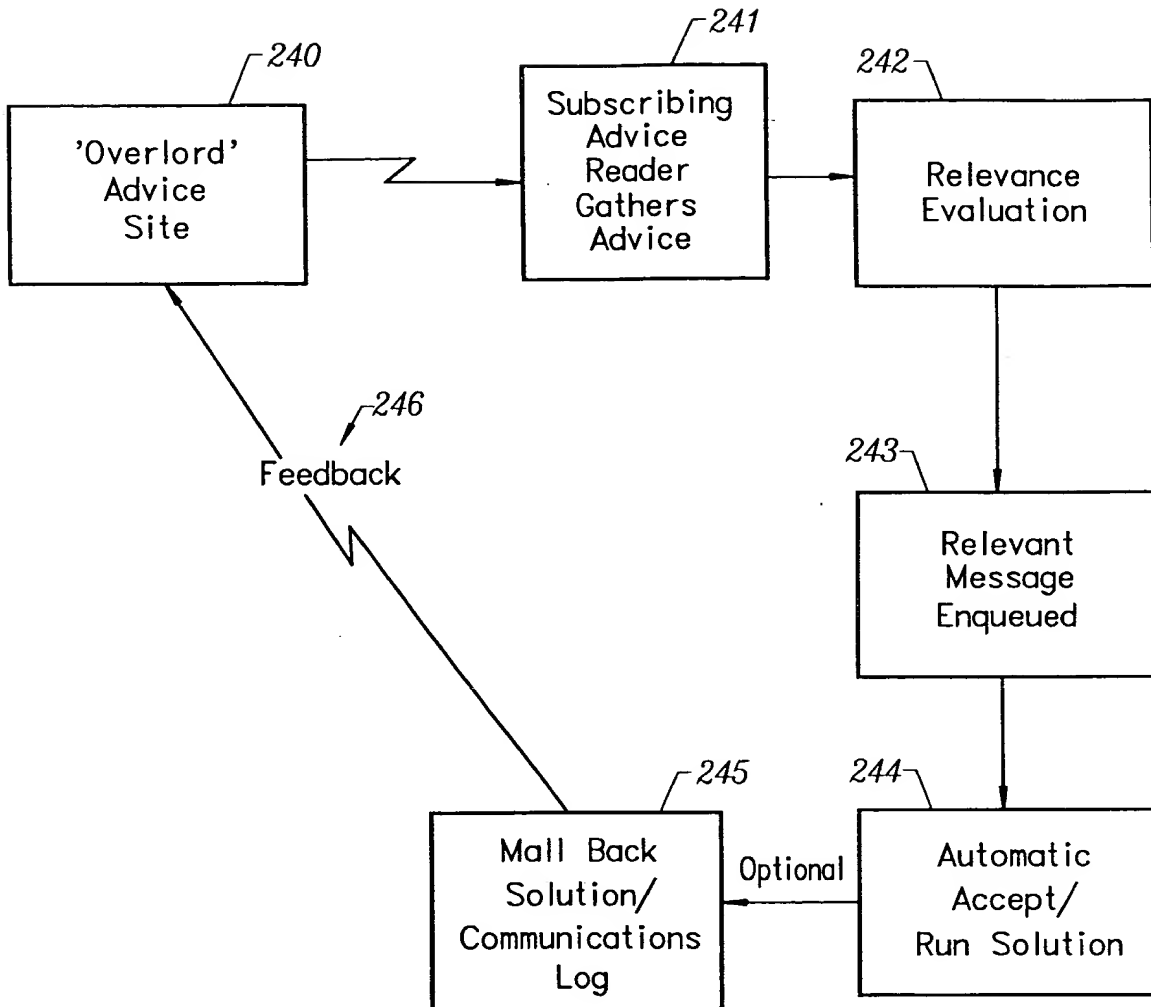 240
'Overlord'
Advice
Site
241
Subscribing
Advice
Reader
Gathers
Advice
242
Relevance
Evaluation
246
Feedback
243
Relevant
Message
Enqueued
245
Mall Back
Solution/
Communications
Log
Optional
244
Automatic
Accept/
Run Solution